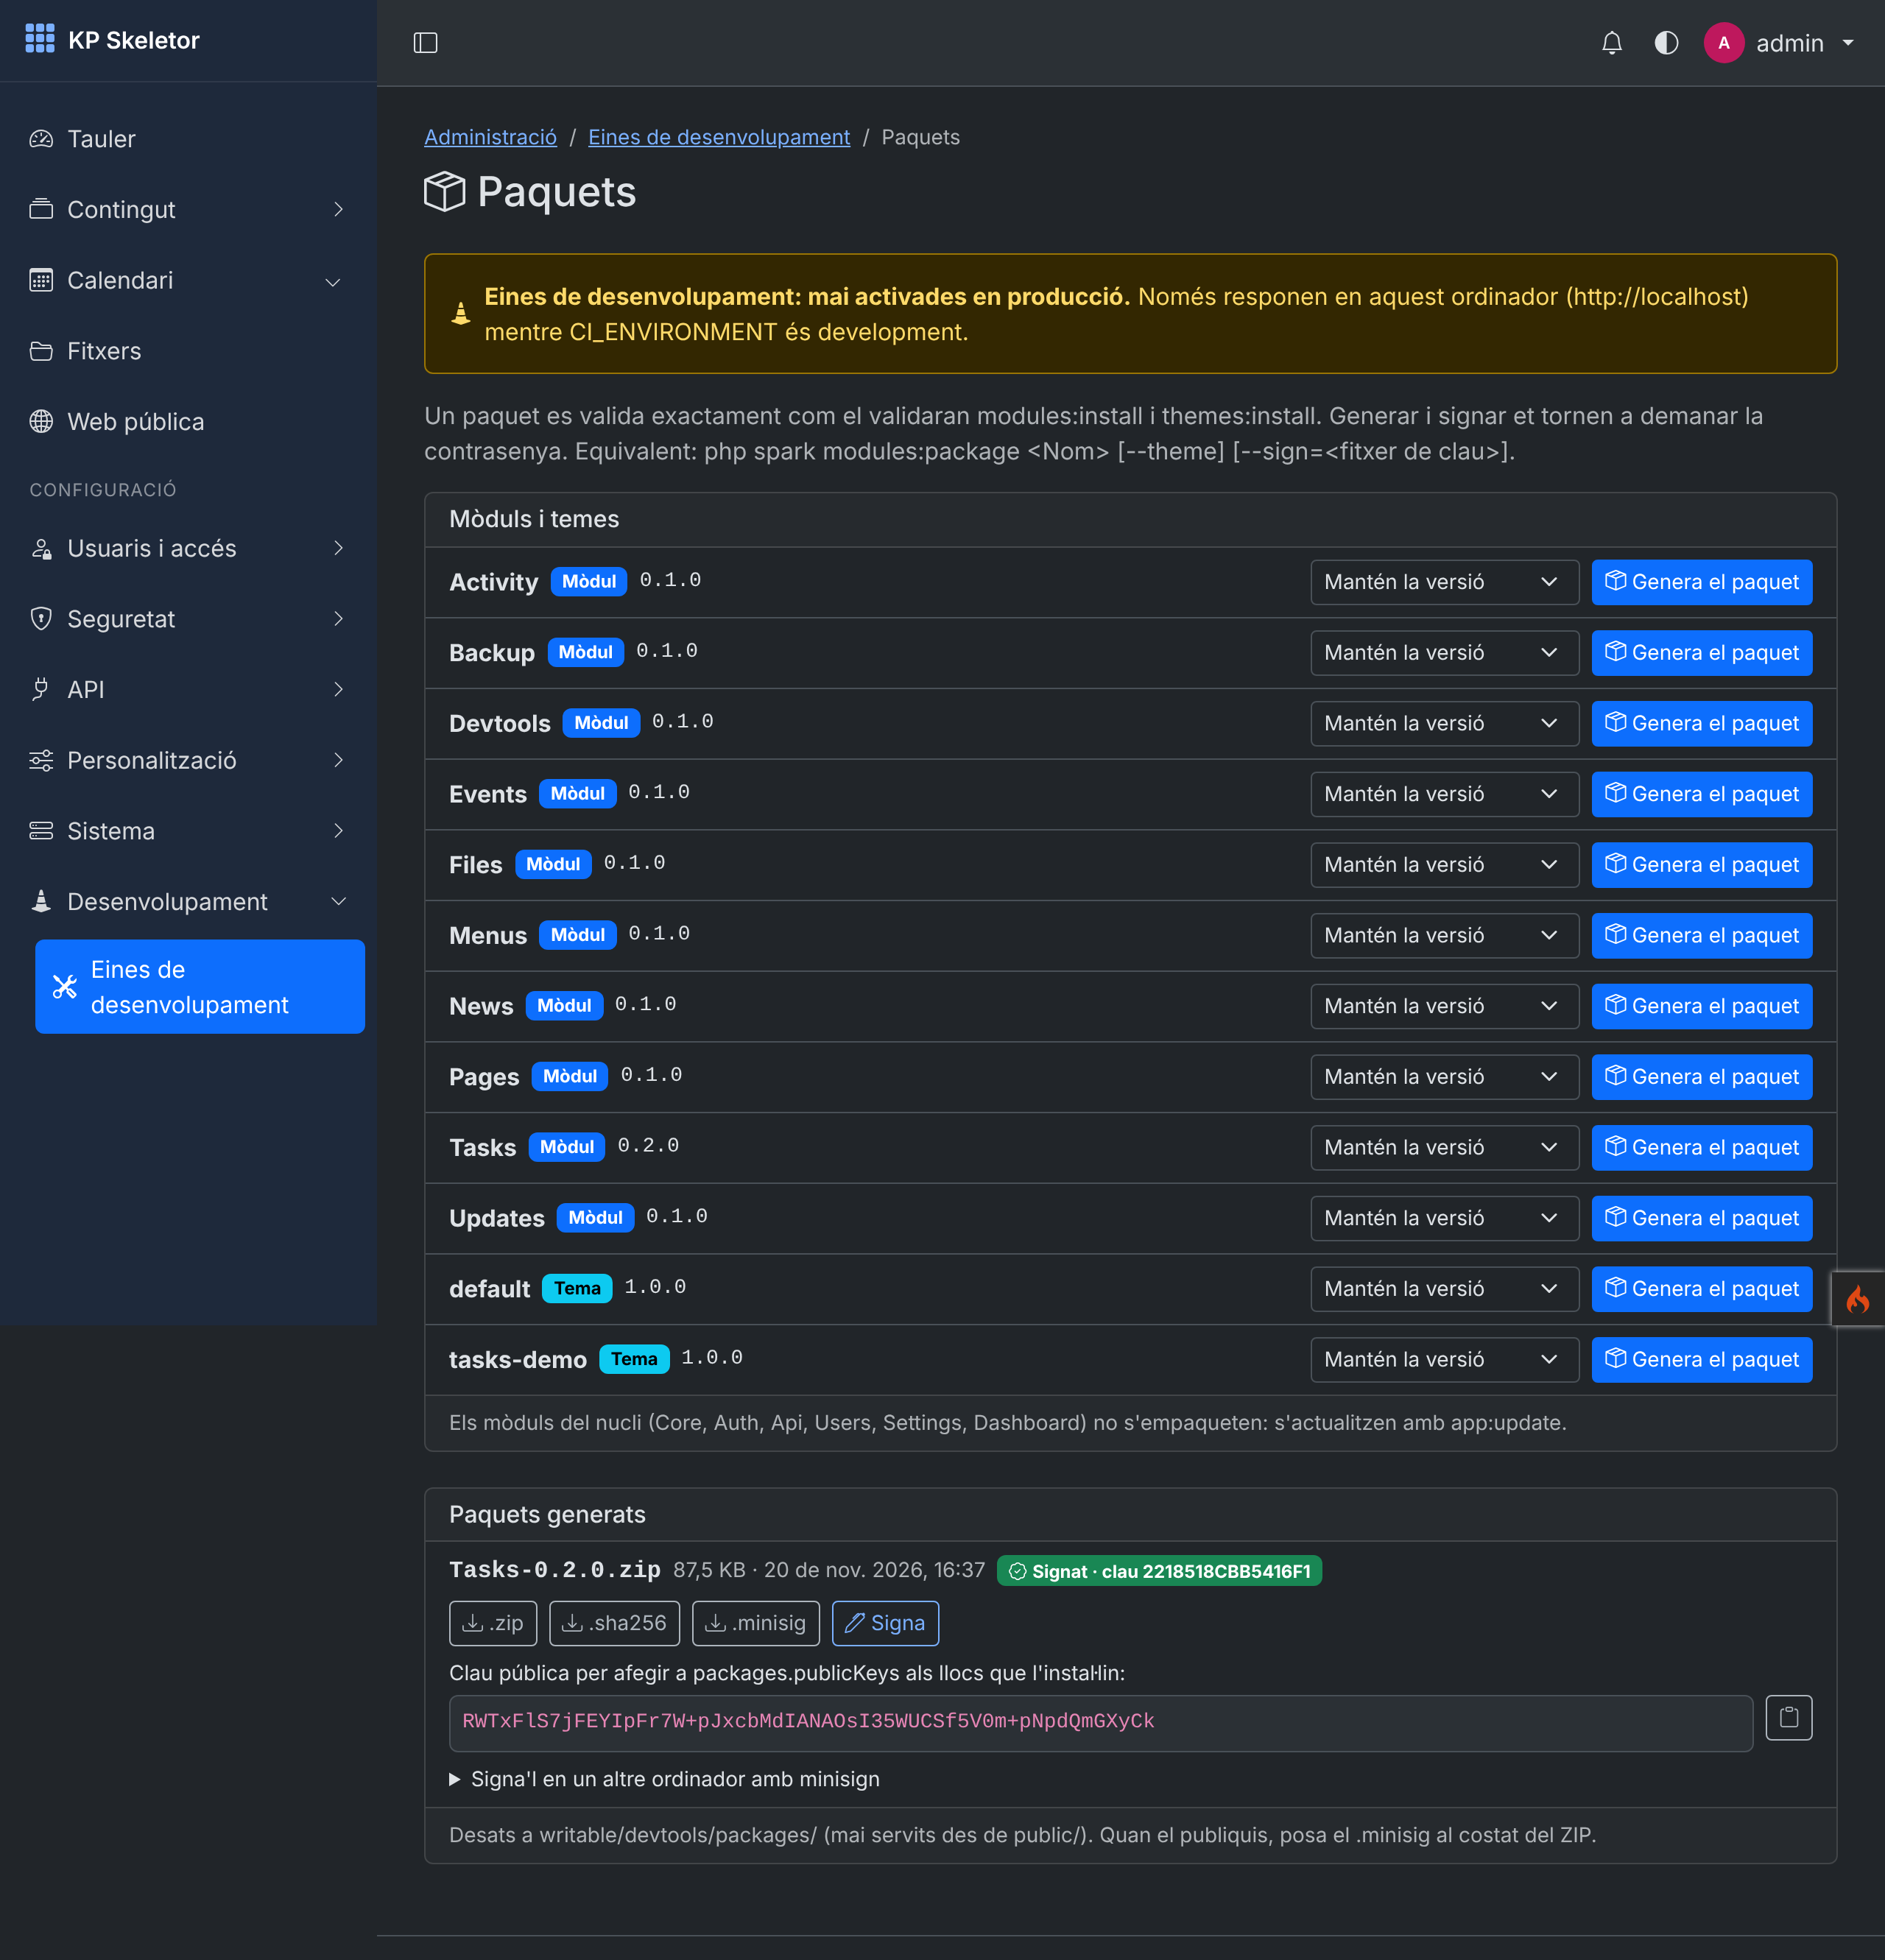 KP Skeletor
A admin
Tauler
Contingut
Calendari
Fitxers
Web pública
CONFIGURACIÓ
Usuaris i accés
Seguretat
API
Personalització
Sistema
Desenvolupament
Eines de
desenvolupament
Administració / Eines de desenvolupament / Paquets
Paquets
Eines de desenvolupament: mai activades en producció. Només responen en aquest ordinador (http://localhost)
mentre CI_ENVIRONMENT és development.
Un paquet es valida exactament com el validaran modules:install i themes:install. Generar i signar et tornen a demanar la
contrasenya. Equivalent: php spark modules:package <Nom> [--theme] [--sign=<fitxer de clau>].
Mòduls i temes
Activity Mòdul 0.1.0 Mantén la versió Genera el paquet
Backup Mòdul 0.1.0 Mantén la versió Genera el paquet
Devtools Mòdul 0.1.0 Mantén la versió Genera el paquet
Events Mòdul 0.1.0 Mantén la versió Genera el paquet
Files Mòdul 0.1.0 Mantén la versió Genera el paquet
Menus Mòdul 0.1.0 Mantén la versió Genera el paquet
News Mòdul 0.1.0 Mantén la versió Genera el paquet
Pages Mòdul 0.1.0 Mantén la versió Genera el paquet
Tasks Mòdul 0.2.0 Mantén la versió Genera el paquet
Updates Mòdul 0.1.0 Mantén la versió Genera el paquet
default Tema 1.0.0 Mantén la versió Genera el paquet
tasks-demo Tema 1.0.0 Mantén la versió Genera el paquet
Els mòduls del nucli (Core, Auth, Api, Users, Settings, Dashboard) no s'empaqueten: s'actualitzen amb app:update.
Paquets generats
Tasks-0.2.0.zip 87,5 KB · 20 de nov. 2026, 16:37 Signat · clau 2218518CBB5416F1
.zip .sha256 .minisig Signa
Clau pública per afegir a packages.publicKeys als llocs que l'instal·lin:
RWTxFlS7jFEYIpFr7W+pJxcbMdIANAOsI35WUCSf5V0m+pNpdQmGXyCk
Signa'l en un altre ordinador amb minisign
Desats a writable/devtools/packages/ (mai servits des de public/). Quan el publiquis, posa el .minisig al costat del ZIP.